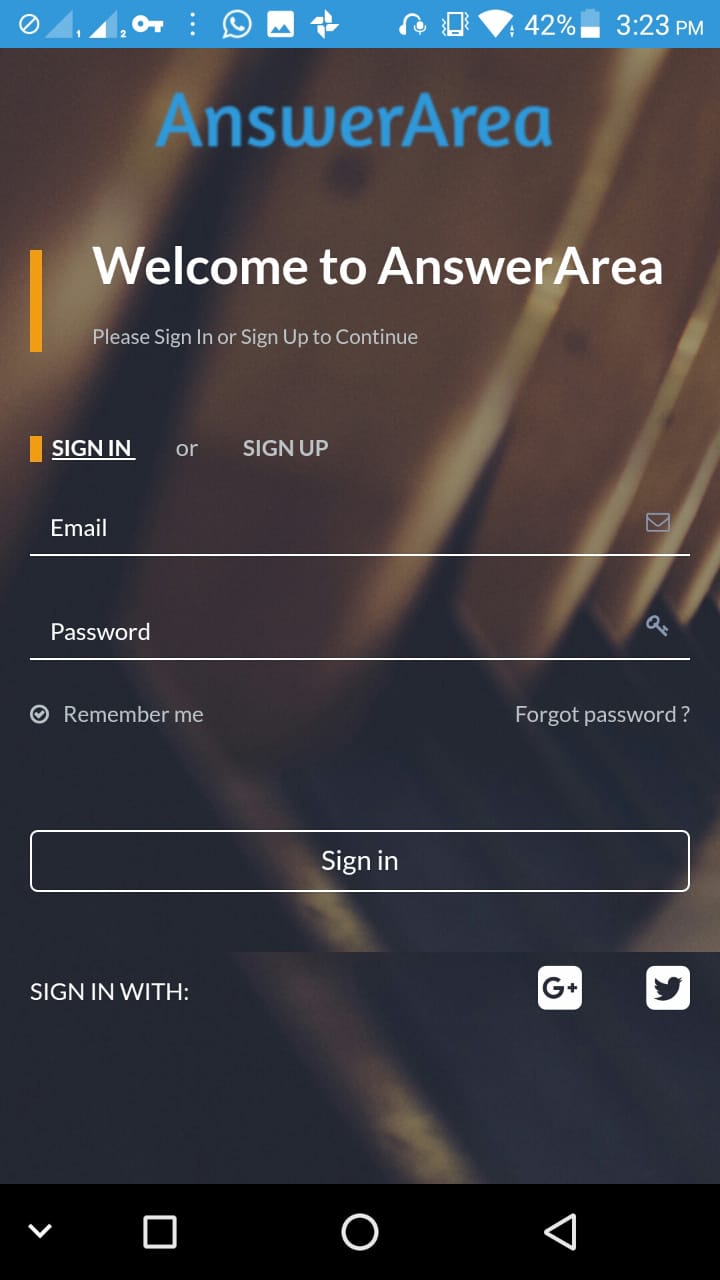 1 2 42% 3:23 PM
AnswerArea
Welcome to AnswerArea
Please Sign In or Sign Up to Continue
SIGN IN or SIGN UP
Email
Password
Remember me Forgot password ?
Sign in
SIGN IN WITH: G+